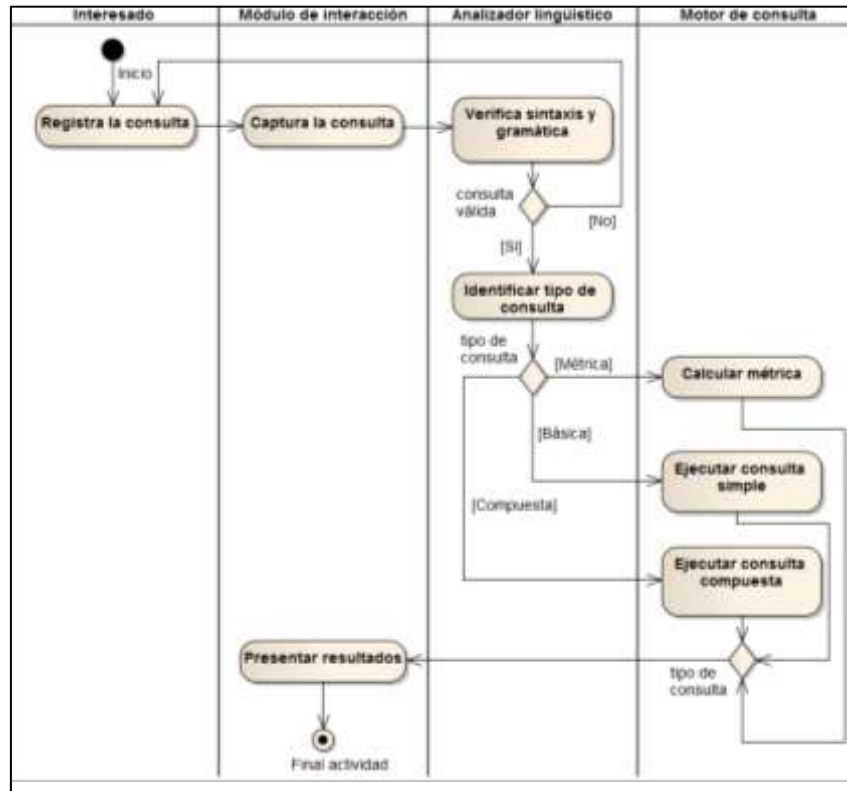 Interesado
Módulo de interacción
Analizador lingüístico
Motor de consulta
Inicio
Registra la consulta
Captura la consulta
Verifica sintaxis y
gramática
consulta
válida
[No]
[Si]
Identificar tipo de
consulta
tipo de
consulta
[Métrica]
Calcular métrica
[Básica]
Ejecutar consulta
simple
[Compuesta]
Ejecutar consulta
compuesta
Presentar resultados
tipo de
consulta
Final actividad